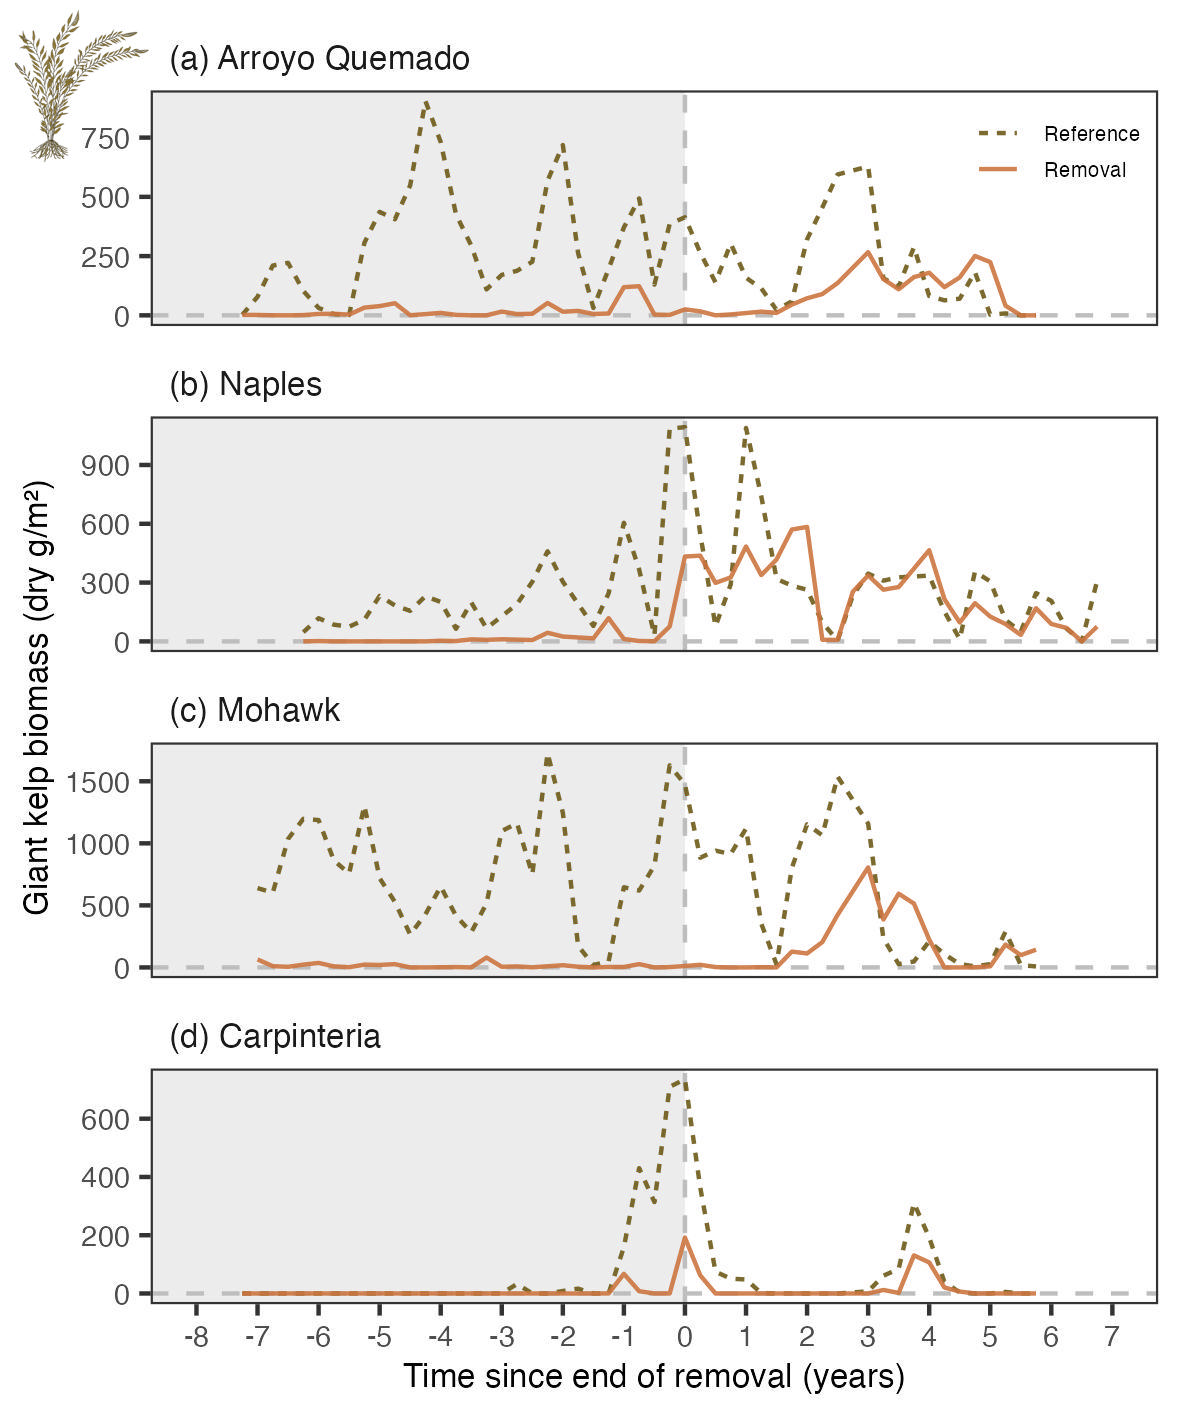 (a) Arroyo Quemado
750
500
250
0
Reference
Removal
(b) Naples
900
600
300
0
Giant kelp biomass (dry g/m²)
(c) Mohawk
1500
1000
500
0
(d) Carpinteria
600
400
200
0
-8 -7 -6 -5 -4 -3 -2 -1 0 1 2 3 4 5 6 7
Time since end of removal (years)